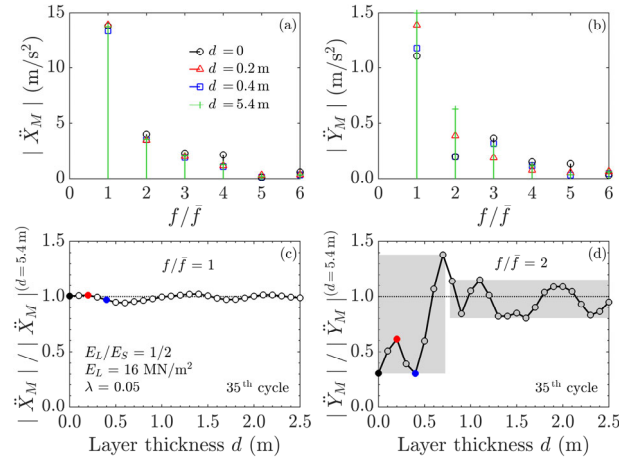 15
10
5
0
| Ẍ_M | (m/s²)
(a)
d = 0
d = 0.2 m
d = 0.4 m
d = 5.4 m
0 1 2 3 4 5 6
f/f̄
1.5
1.0
0.5
0
| Ÿ_M | (m/s²)
(b)
0 1 2 3 4 5 6
f/f̄
1.5
1.0
0.5
0
| Ẍ_M | / | Ẍ_M |^(d=5.4 m)
(c)
f/f̄ = 1
E_L/E_S = 1/2
E_L = 16 MN/m²
λ = 0.05
35th cycle
0.0 0.5 1.0 1.5 2.0 2.5
Layer thickness d (m)
1.5
1.0
0.5
0.0
| Ÿ_M | / | Ÿ_M |^(d=5.4 m)
(d)
f/f̄ = 2
35th cycle
0.0 0.5 1.0 1.5 2.0 2.5
Layer thickness d (m)